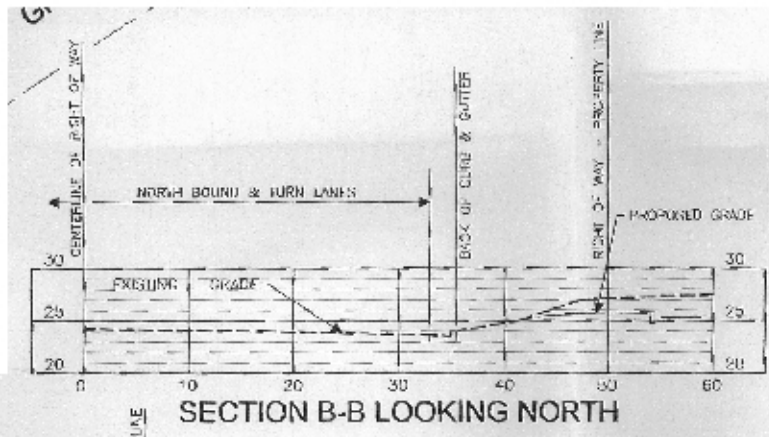 CENTERLINE OF RIGHT OF WAY
NORTH BOUND & TURN LANES
BACK OF CURB & GUTTER
RIGHT OF WAY - PROPERTY LINE
PROPOSED GRADE
30
30
EXISTING GRADE
25
25
20
20
0
10
20
30
40
50
60
SECTION B-B LOOKING NORTH
LINE